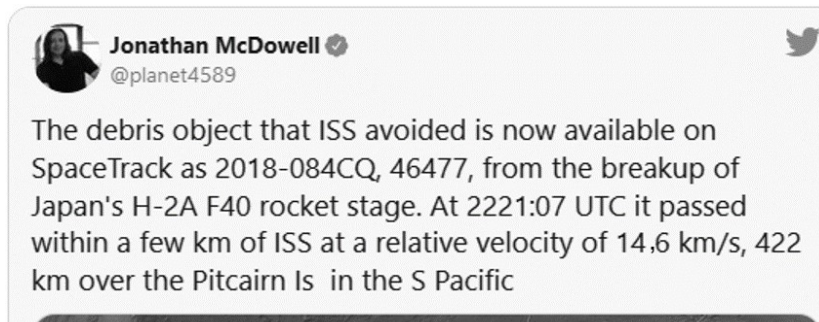 Jonathan McDowell
@planet4589
The debris object that ISS avoided is now available on
SpaceTrack as 2018-084CQ, 46477, from the breakup of
Japan's H-2A F40 rocket stage. At 2221:07 UTC it passed
within a few km of ISS at a relative velocity of 14,6 km/s, 422
km over the Pitcairn Is  in the S Pacific